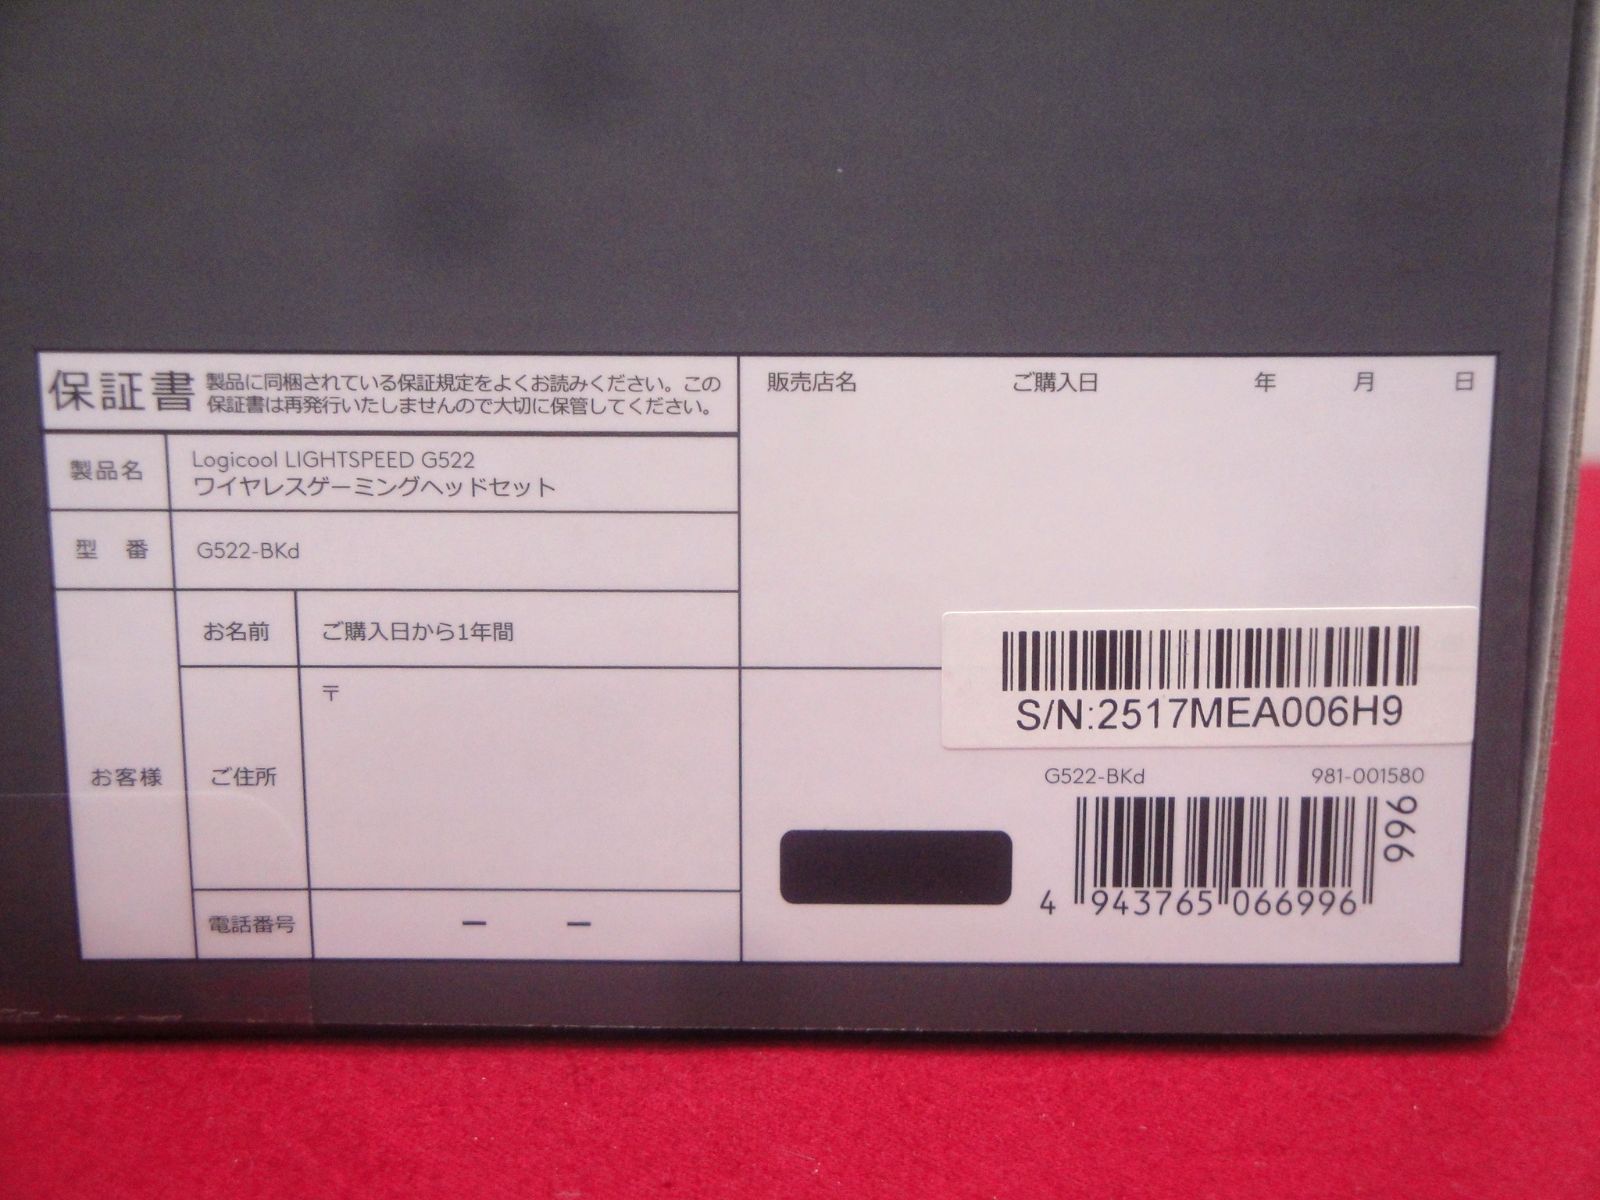 保証書 製品に同梱されている保証規定をよくお読みください。この
保証書は再発行いたしませんので大切に保管してください。
販売店名 ご購入日 年 月 日
製品名 Logicool LIGHTSPEED G522
ワイヤレスゲーミングヘッドセット
型 番 G522-BKd
お客様
お名前 ご購入日から1年間
ご住所 〒
電話番号 ー ー
S/N:2517MEA006H9
G522-BKd 981-001580
966
4 943765 066996